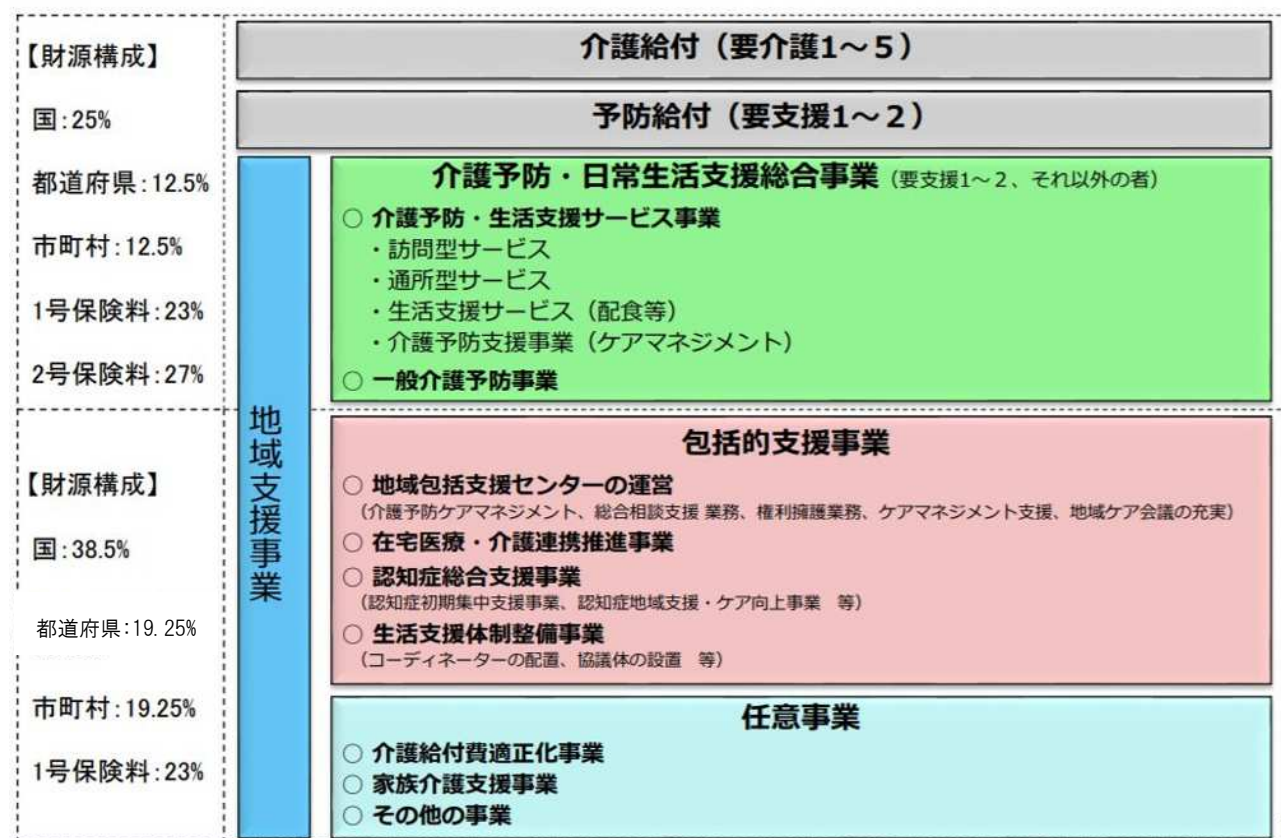 【財源構成】
国:25%
都道府県:12.5%
市町村:12.5%
1号保険料:23%
2号保険料:27%
【財源構成】
国:38.5%
都道府県:19.25%
市町村:19.25%
1号保険料:23%
地域支援事業
介護給付（要介護1～5）
予防給付（要支援1～2）
介護予防・日常生活支援総合事業（要支援1～2、それ以外の者）
○ 介護予防・生活支援サービス事業
・訪問型サービス
・通所型サービス
・生活支援サービス（配食等）
・介護予防支援事業（ケアマネジメント）
○ 一般介護予防事業
包括的支援事業
○ 地域包括支援センターの運営
（介護予防ケアマネジメント、総合相談支援 業務、権利擁護業務、ケアマネジメント支援、地域ケア会議の充実）
○ 在宅医療・介護連携推進事業
○ 認知症総合支援事業
（認知症初期集中支援事業、認知症地域支援・ケア向上事業　等）
○ 生活支援体制整備事業
（コーディネーターの配置、協議体の設置　等）
任意事業
○ 介護給付費適正化事業
○ 家族介護支援事業
○ その他の事業